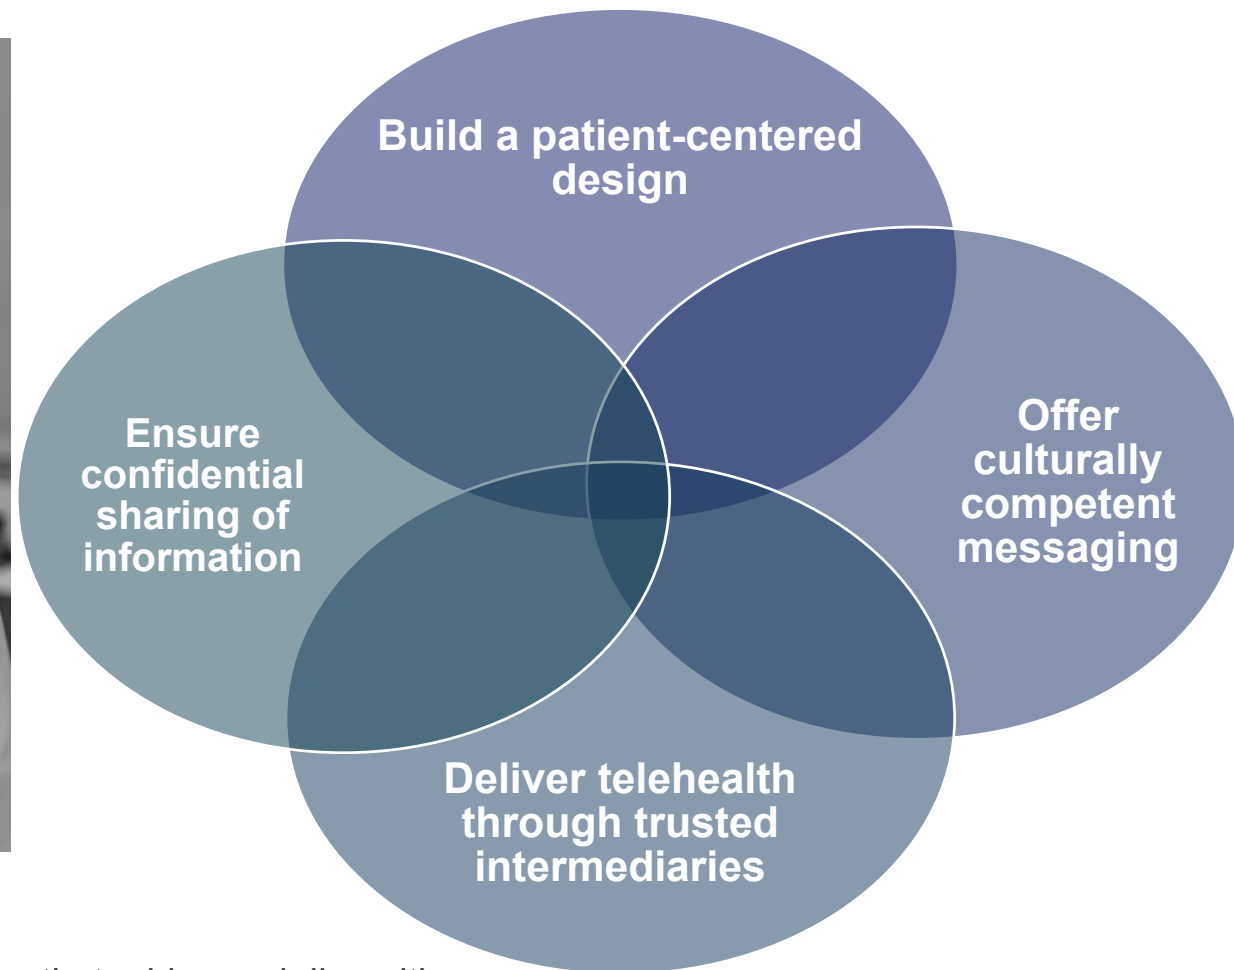 Build a patient-centered
design
Ensure
confidential
sharing of
information
Offer
culturally
competent
messaging
Deliver telehealth
through trusted
intermediaries